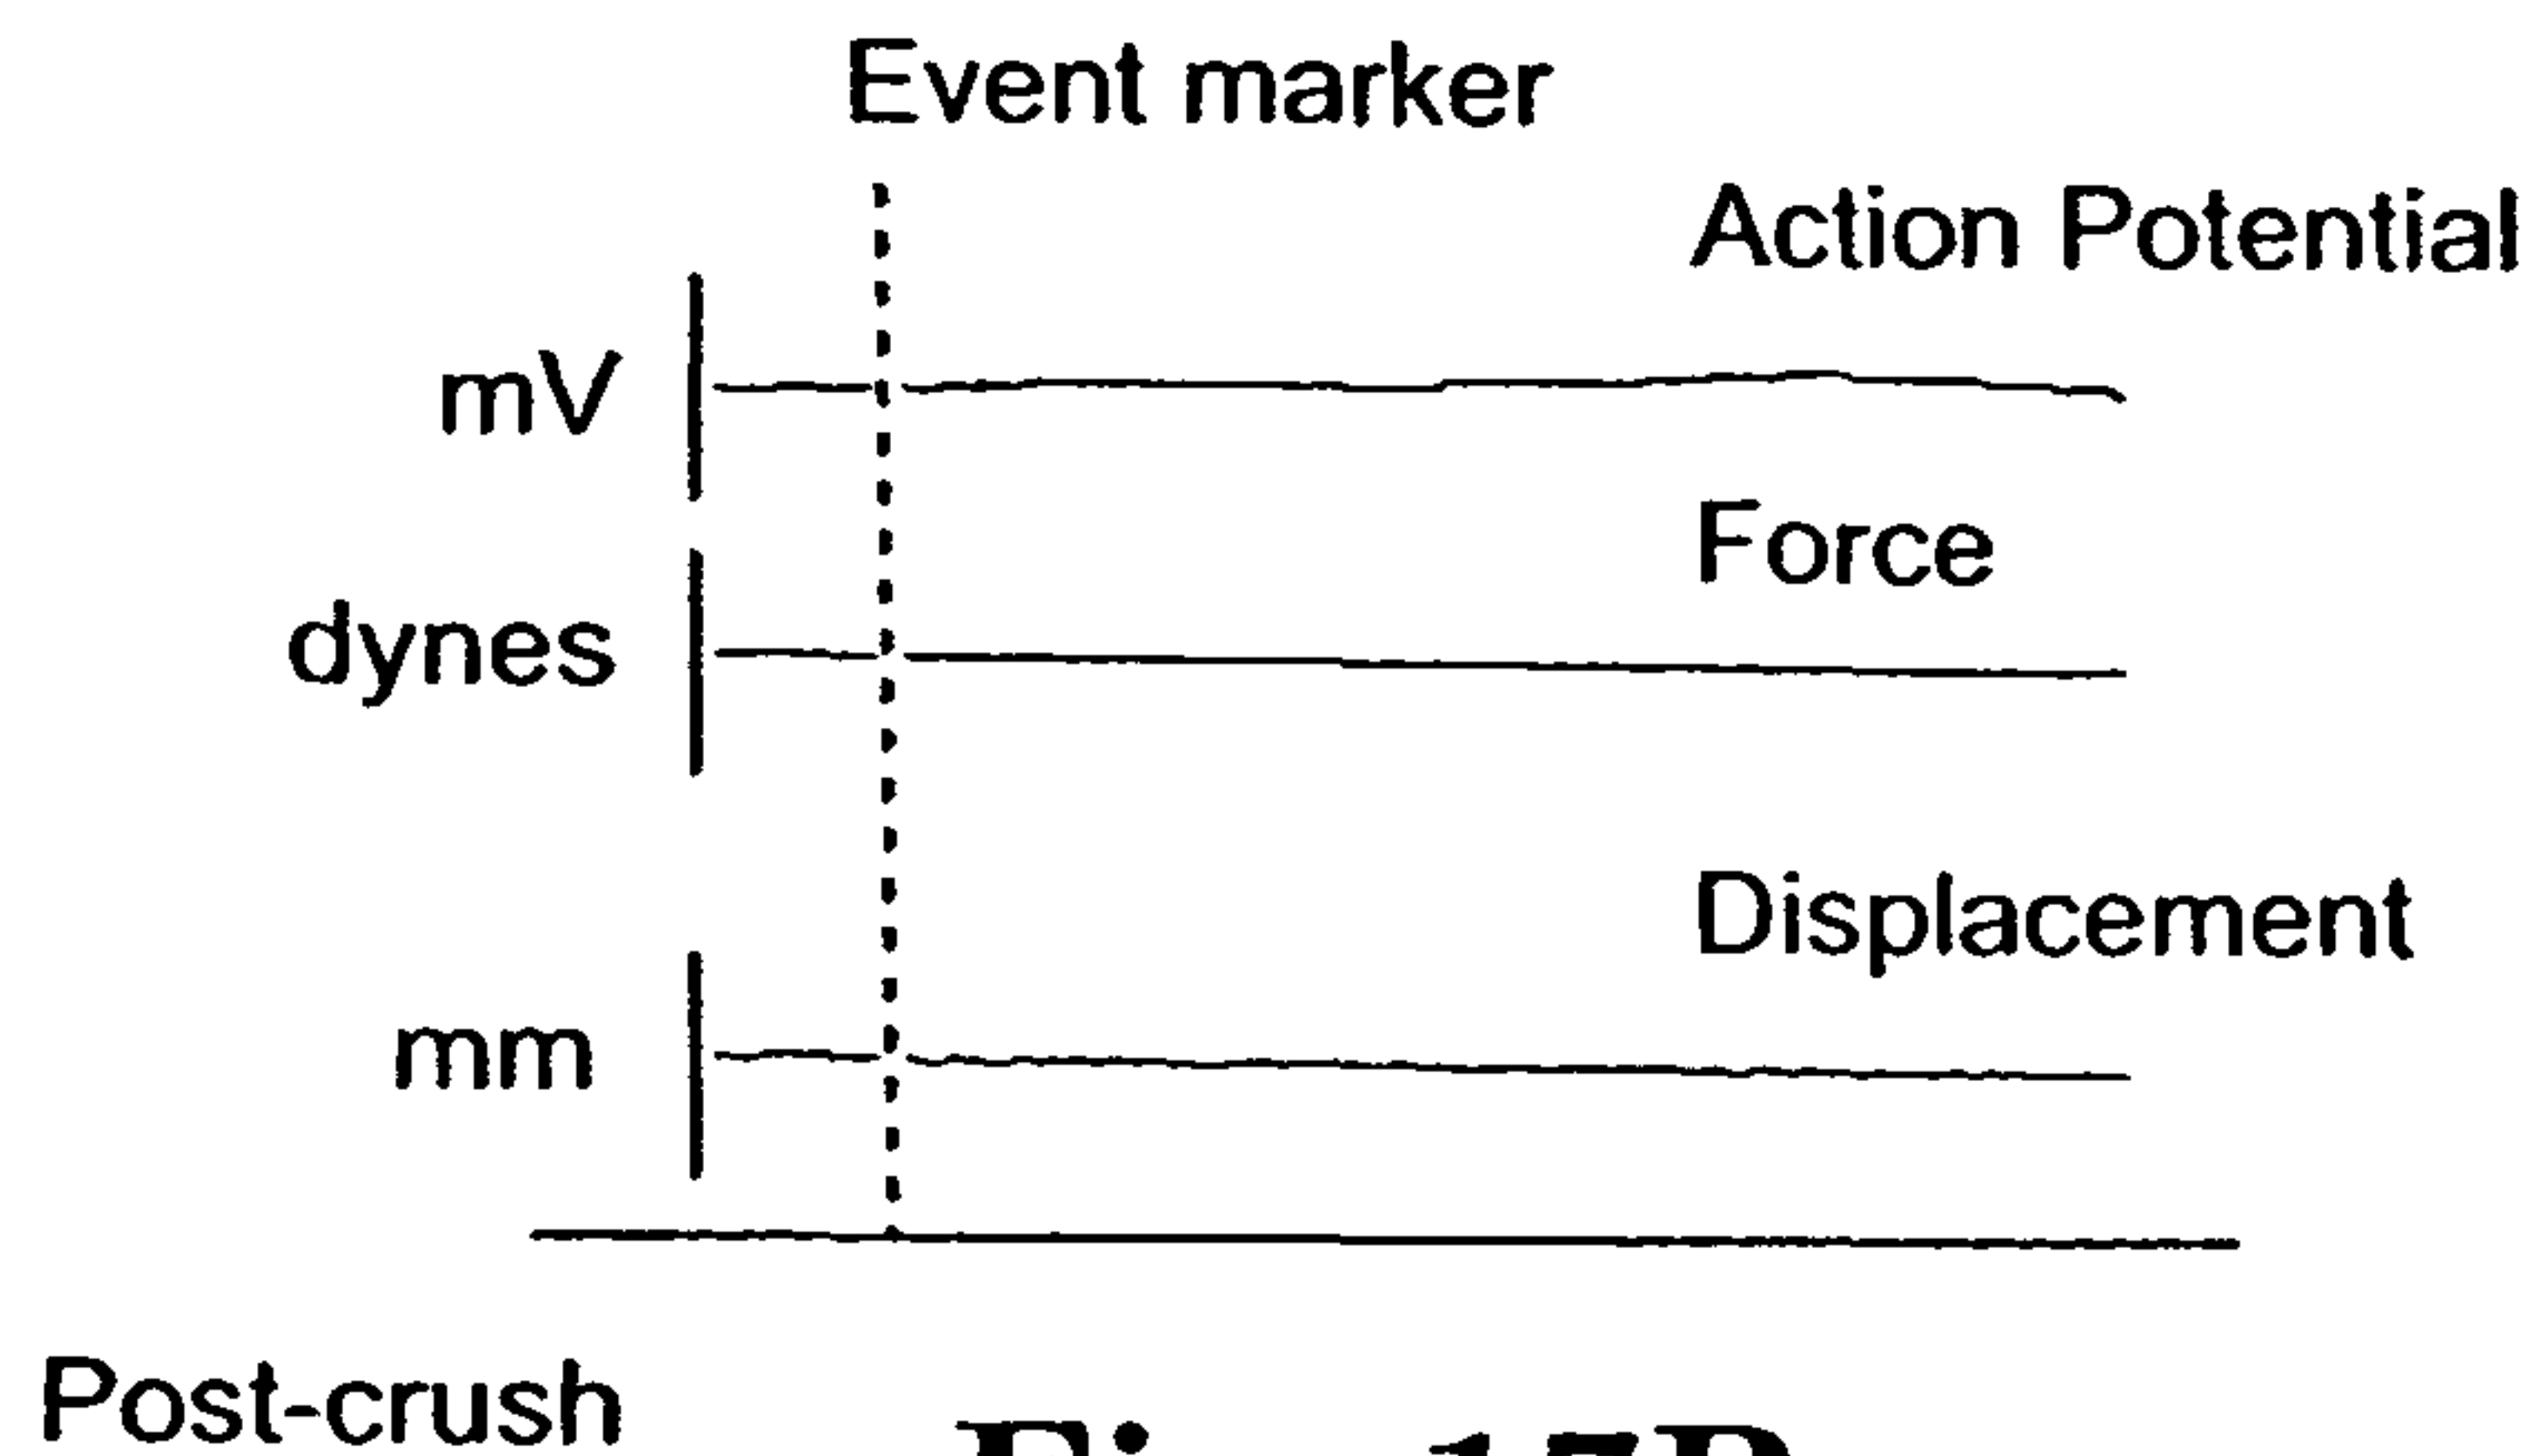 Event marker
Action Potential
mV
Force
dynes
Displacement
mm
Post-crush